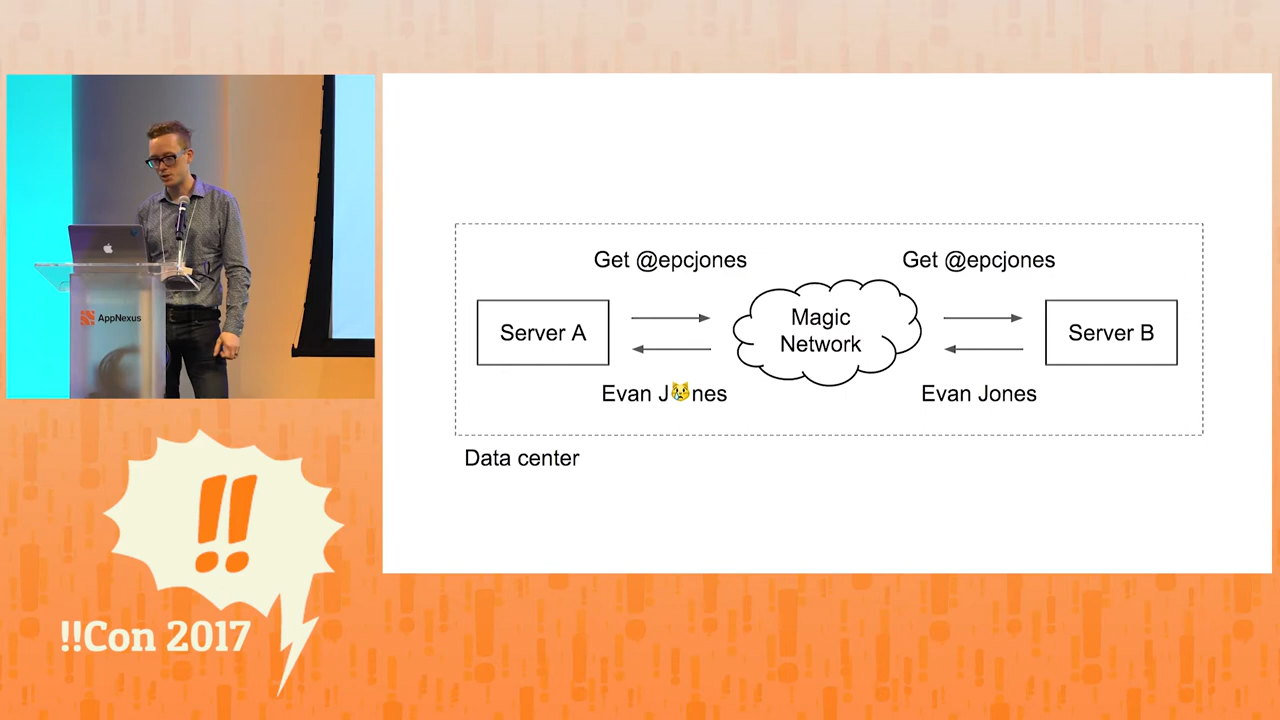 Get @epcjones
Get @epcjones
Server A
Magic
Network
Server B
Evan J😿nes
Evan Jones
Data center
AppNexus
!!
!!Con 2017